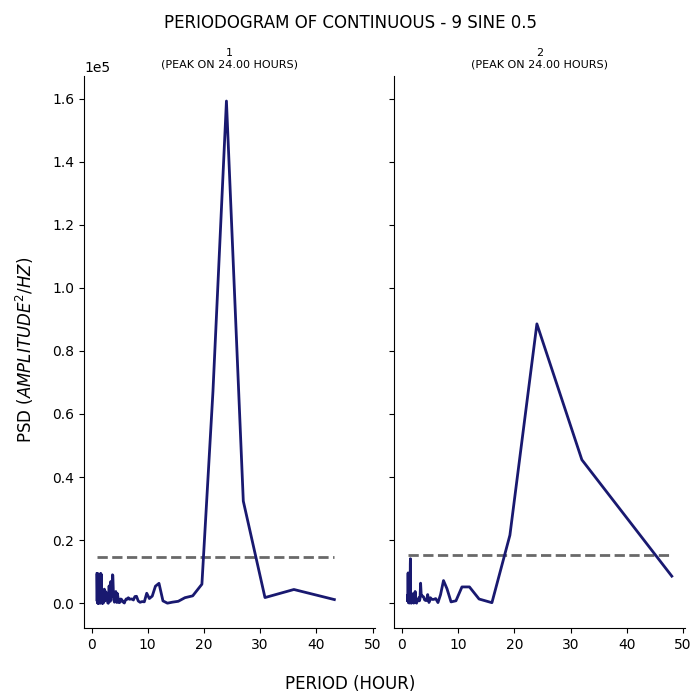 PERIODOGRAM OF CONTINUOUS - 9 SINE 0.5
1
(PEAK ON 24.00 HOURS)
2
(PEAK ON 24.00 HOURS)
1e5
1.6
1.4
1.2
1.0
0.8
0.6
0.4
0.2
0.0
PSD (AMPLITUDE²/HZ)
0 10 20 30 40 50
0 10 20 30 40 50
PERIOD (HOUR)